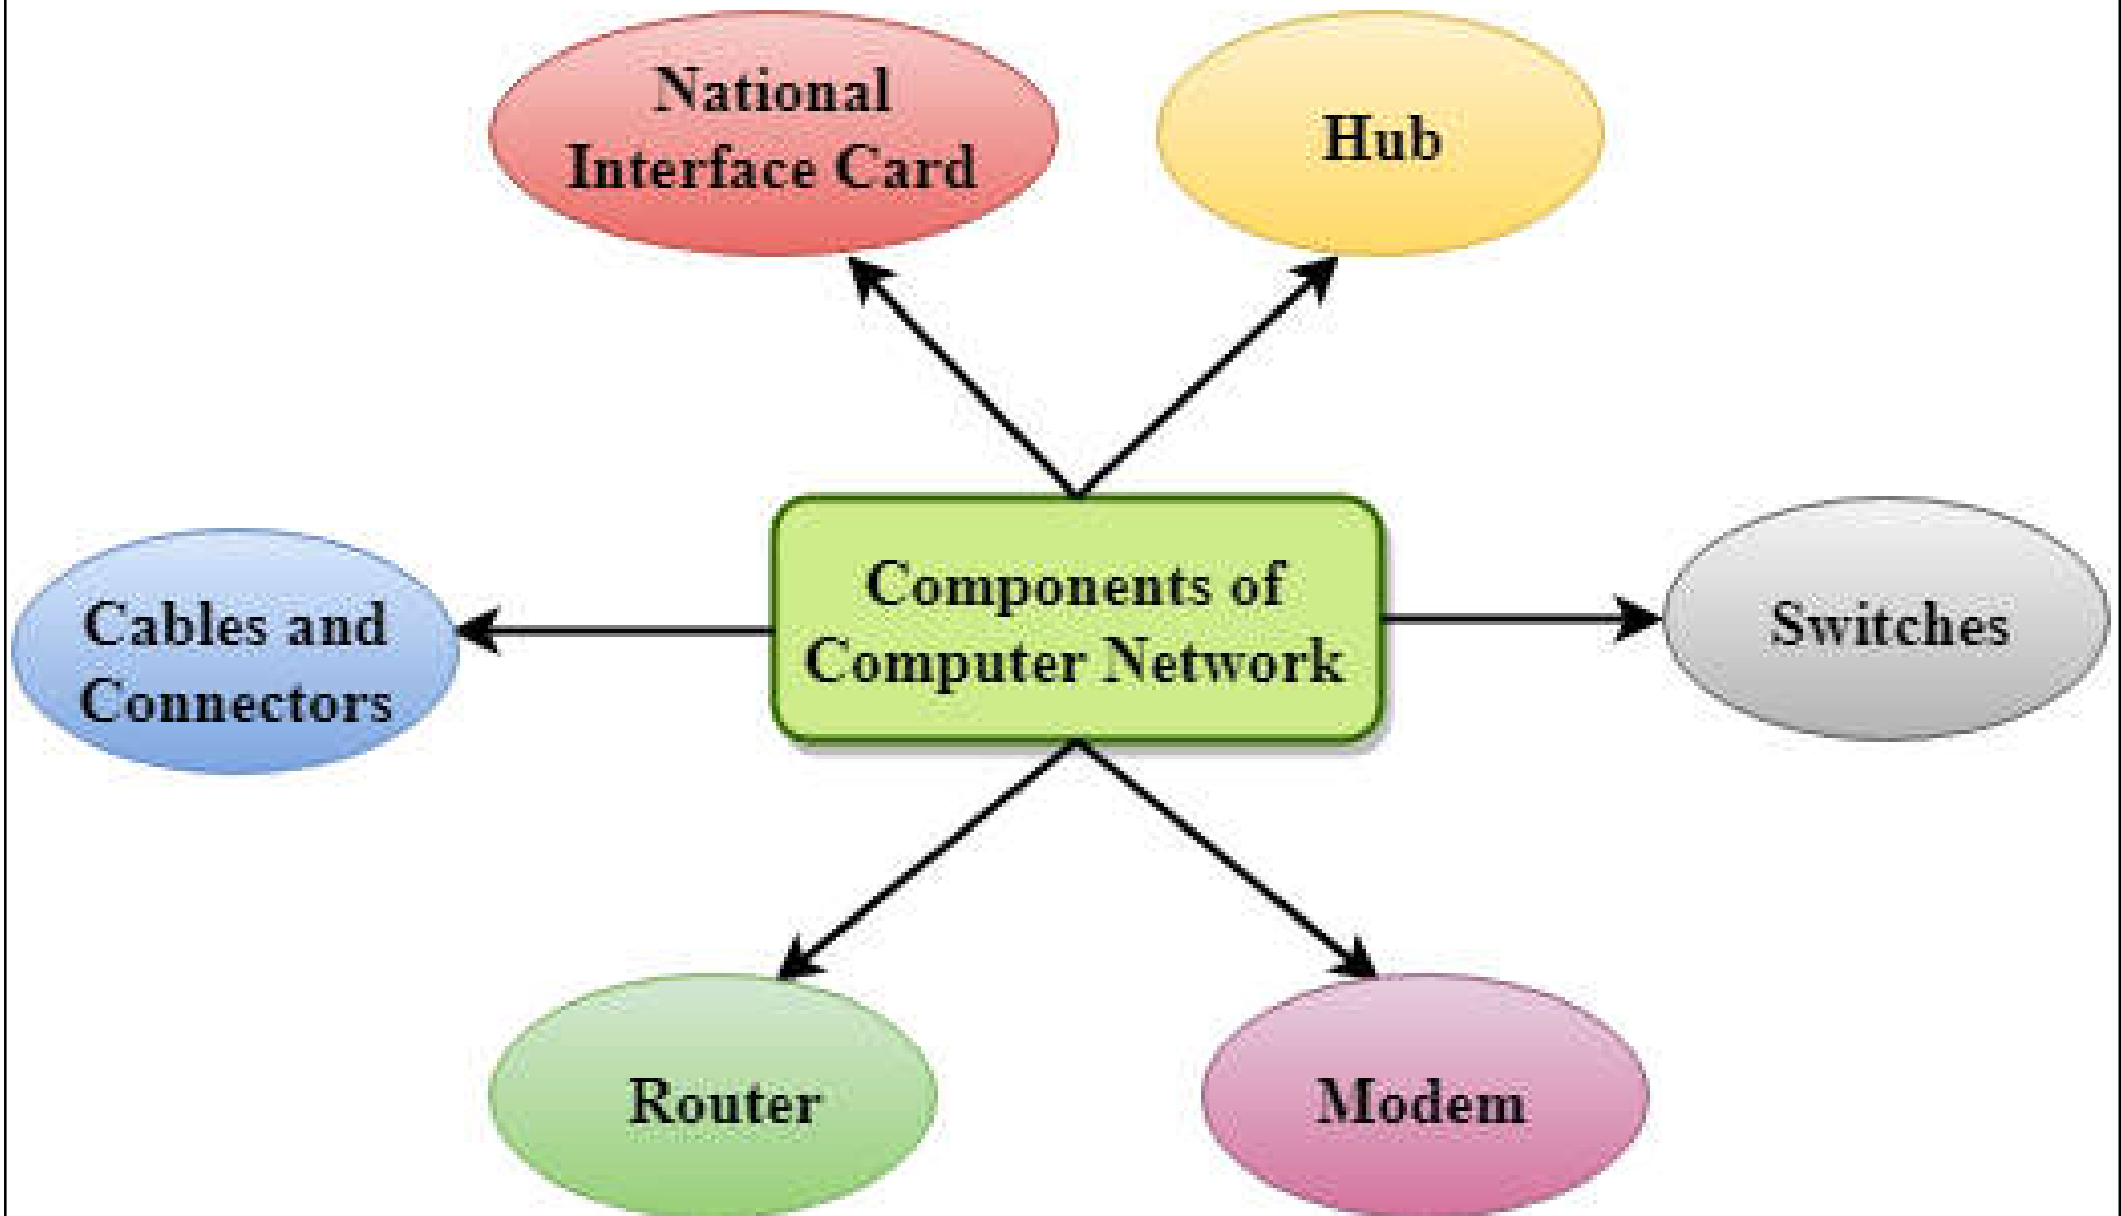 National
Interface Card
Hub
Components of
Computer Network
Cables and
Connectors
Switches
Router
Modem